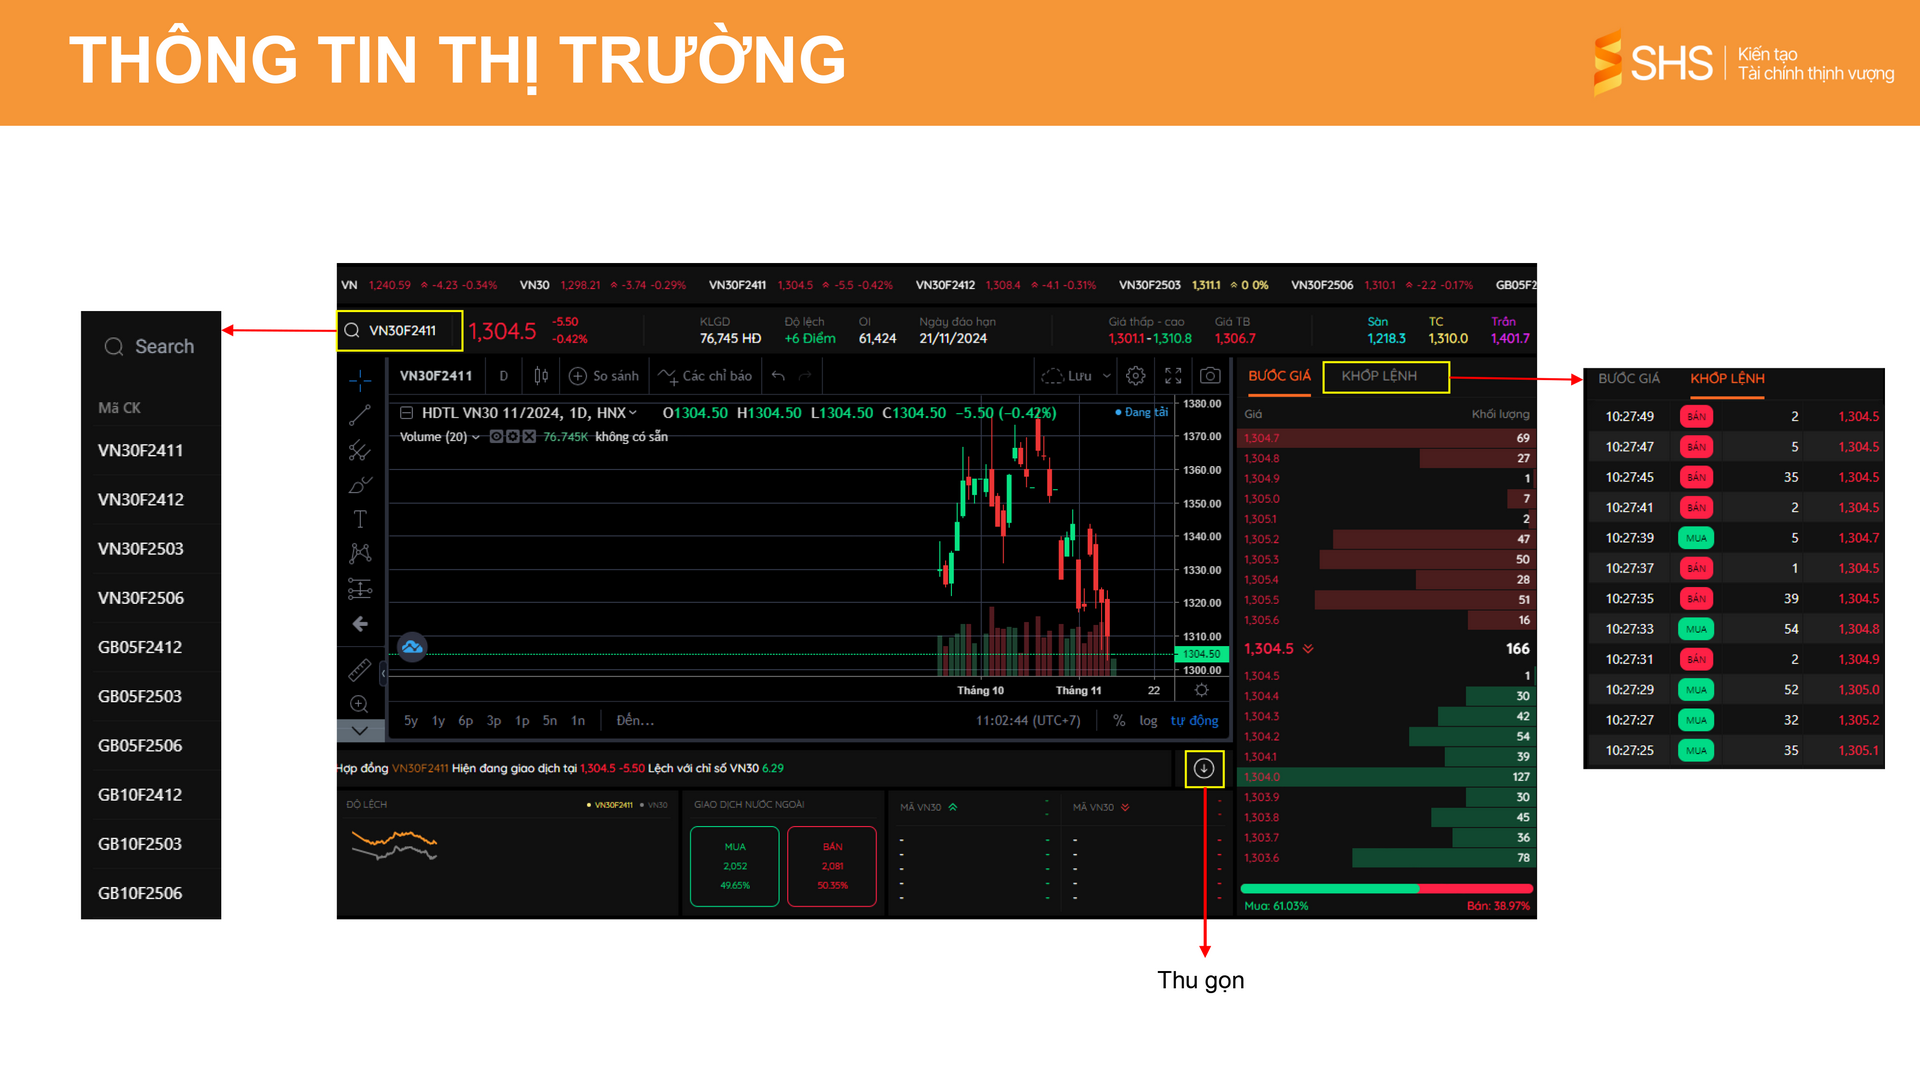 THÔNG TIN THỊ TRƯỜNG
SHS
Kiến tạo
Tài chính thịnh vượng
Search
Mã CK
VN30F2411
VN30F2412
VN30F2503
VN30F2506
GB05F2412
GB05F2503
GB05F2506
GB10F2412
GB10F2503
GB10F2506
VN 1,240.59 -4.23 -0.34% VN30 1,298.21 -3.74 -0.29% VN30F2411 1,304.5 -5.5 -0.42% VN30F2412 1,308.4 -4.1 -0.31% VN30F2503 1,311.1 0 0% VN30F2506 1,310.1 -2.2 -0.17% GB05F2
VN30F2411 1,304.5 -5.50 -0.42%
KLGD 76,745 HĐ
Độ lệch +6 Điểm
OI 61,424
Ngày đáo hạn 21/11/2024
Giá thấp - cao 1,301.1-1,310.8
Giá TB 1,306.7
Sàn 1,218.3
TC 1,310.0
Trần 1,401.7
VN30F2411 D So sánh Các chỉ báo Lưu
HDTL VN30 11/2024, 1D, HNX O1304.50 H1304.50 L1304.50 C1304.50 −5.50 (−0.42%) Đang tải
Volume (20) 76.745K không có sẵn
1380.00
1370.00
1360.00
1350.00
1340.00
1330.00
1320.00
1310.00
1304.50
1300.00
Tháng 10 Tháng 11 22
5y 1y 6p 3p 1p 5n 1n Đến... 11:02:44 (UTC+7) % log tự động
Hợp đồng VN30F2411 Hiện đang giao dịch tại 1,304.5 -5.50 Lệch với chỉ số VN30 6.29
ĐỘ LỆCH VN30F2411 VN30
GIAO DỊCH NƯỚC NGOÀI
MUA
2,052
49.65%
BÁN
2,081
50.35%
MÃ VN30
MÃ VN30
BƯỚC GIÁ KHỚP LỆNH
Giá Khối lượng
1,304.7 69
1,304.8 27
1,304.9 1
1,305.0 7
1,305.1 2
1,305.2 47
1,305.3 50
1,305.4 28
1,305.5 51
1,305.6 16
1,304.5 166
1,304.5 1
1,304.4 30
1,304.3 42
1,304.2 54
1,304.1 39
1,304.0 127
1,303.9 30
1,303.8 45
1,303.7 36
1,303.6 78
Mua: 61.03% Bán: 38.97%
BƯỚC GIÁ KHỚP LỆNH
10:27:49 BÁN 2 1,304.5
10:27:47 BÁN 5 1,304.5
10:27:45 BÁN 35 1,304.5
10:27:41 BÁN 2 1,304.5
10:27:39 MUA 5 1,304.7
10:27:37 BÁN 1 1,304.5
10:27:35 BÁN 39 1,304.5
10:27:33 MUA 54 1,304.8
10:27:31 BÁN 2 1,304.9
10:27:29 MUA 52 1,305.0
10:27:27 MUA 32 1,305.2
10:27:25 MUA 35 1,305.1
Thu gọn